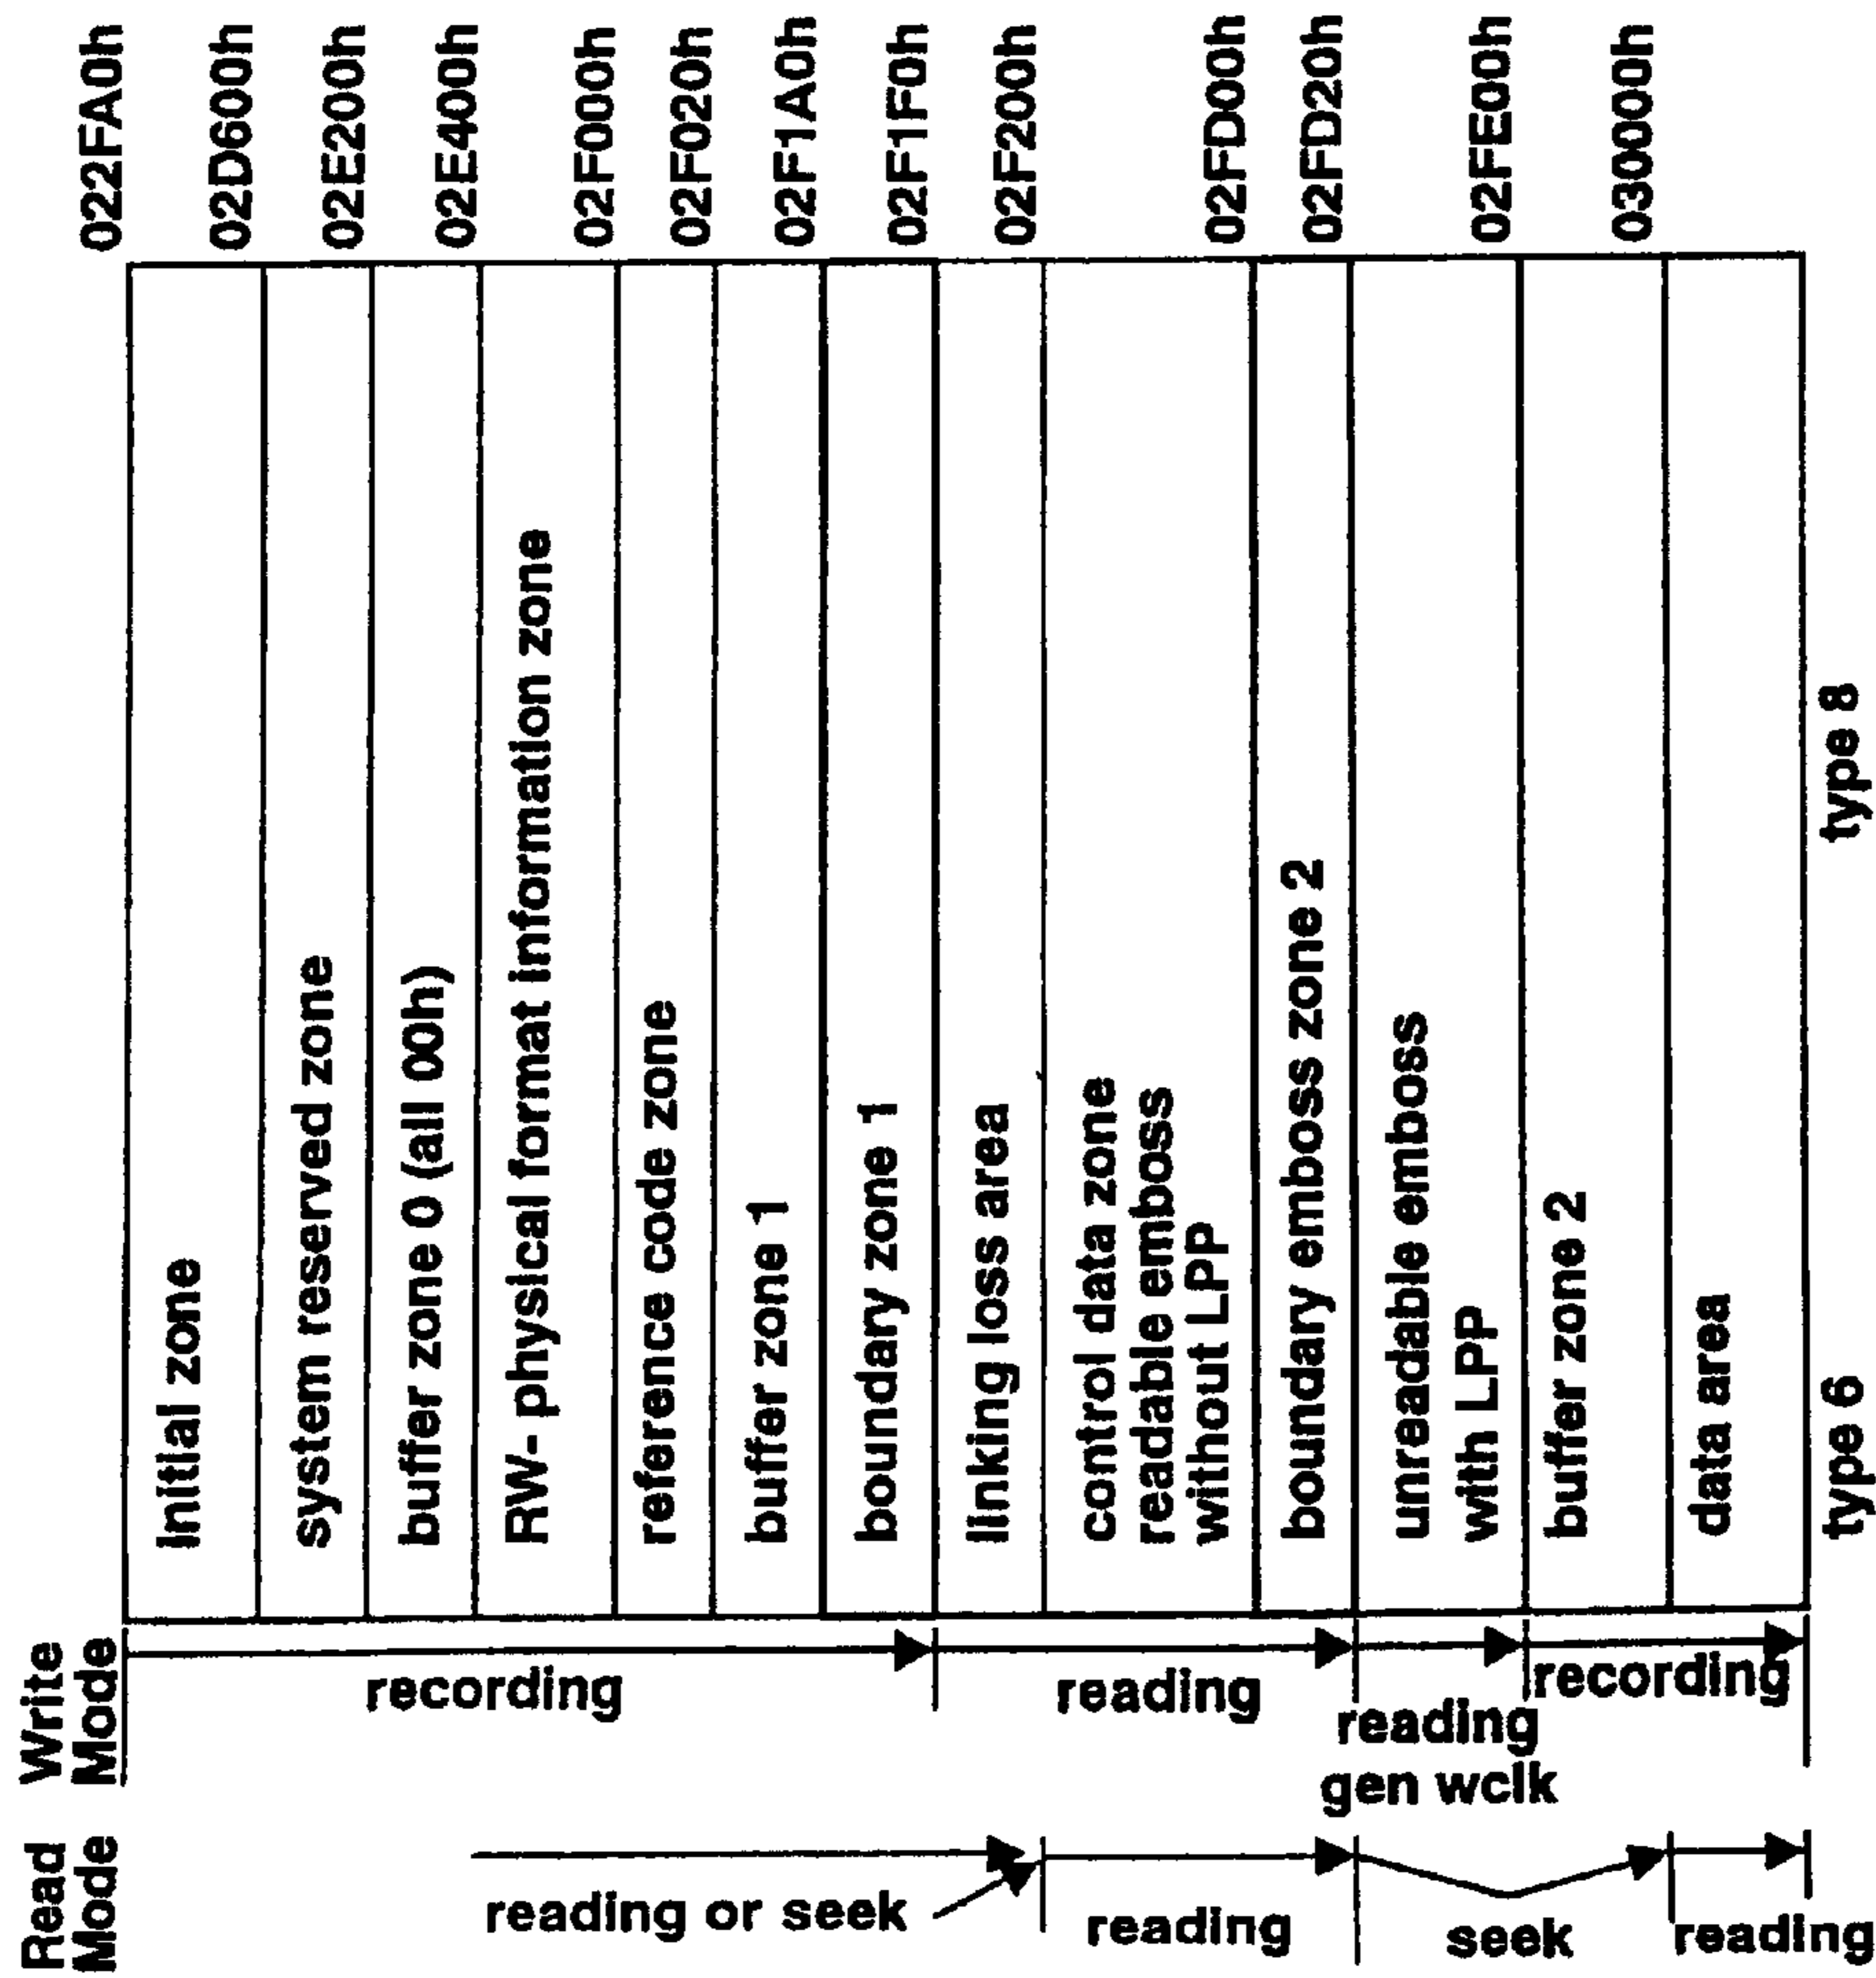 022FA0h
02D600h
02E200h
02E400h
02F000h
02F020h
02F1A0h
02F1F0h
02F200h
02FD00h
02FD20h
02FE00h
030000h
Initial zone
system reserved zone
buffer zone 0 (all 00h)
RW- physical format information zone
reference code zone
buffer zone 1
boundary zone 1
linking loss area
control data zone
readable emboss
without LPP
boundary emboss zone 2
unreadable emboss
with LPP
buffer zone 2
data area
type 6
type 8
Write
Mode
recording
reading
reading
gen wclk
recording
Read
Mode
reading or seek
reading
seek
reading